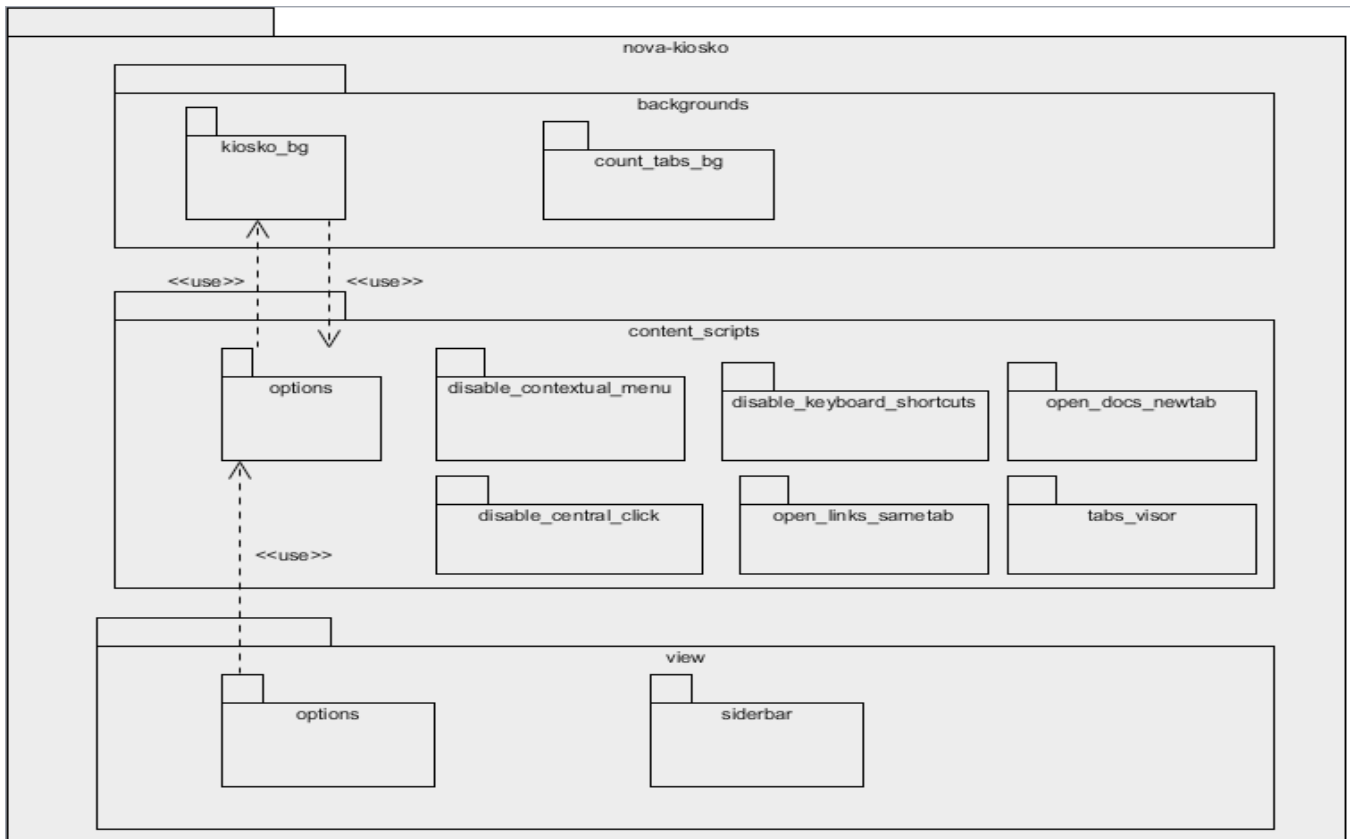 nova-kiosko
backgrounds
kiosko_bg
count_tabs_bg
<<use>>
<<use>>
content_scripts
options
disable_contextual_menu
disable_keyboard_shortcuts
open_docs_newtab
disable_central_click
open_links_sametab
tabs_visor
<<use>>
view
options
siderbar